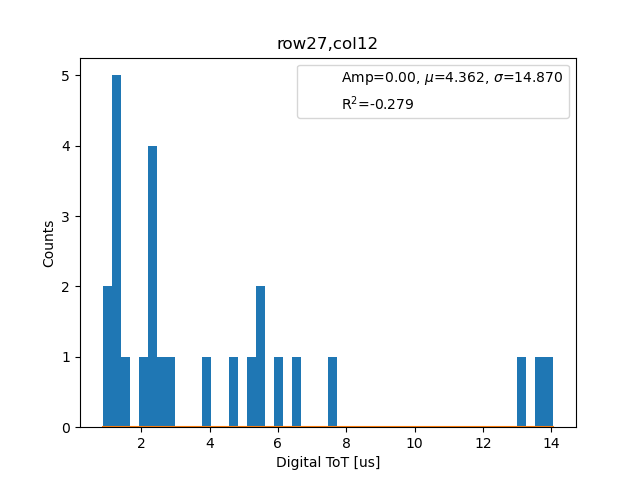 row27,col12
Amp=0.00, μ=4.362, σ=14.870
R²=-0.279
Counts
5
4
3
2
1
0
2 4 6 8 10 12 14
Digital ToT [us]